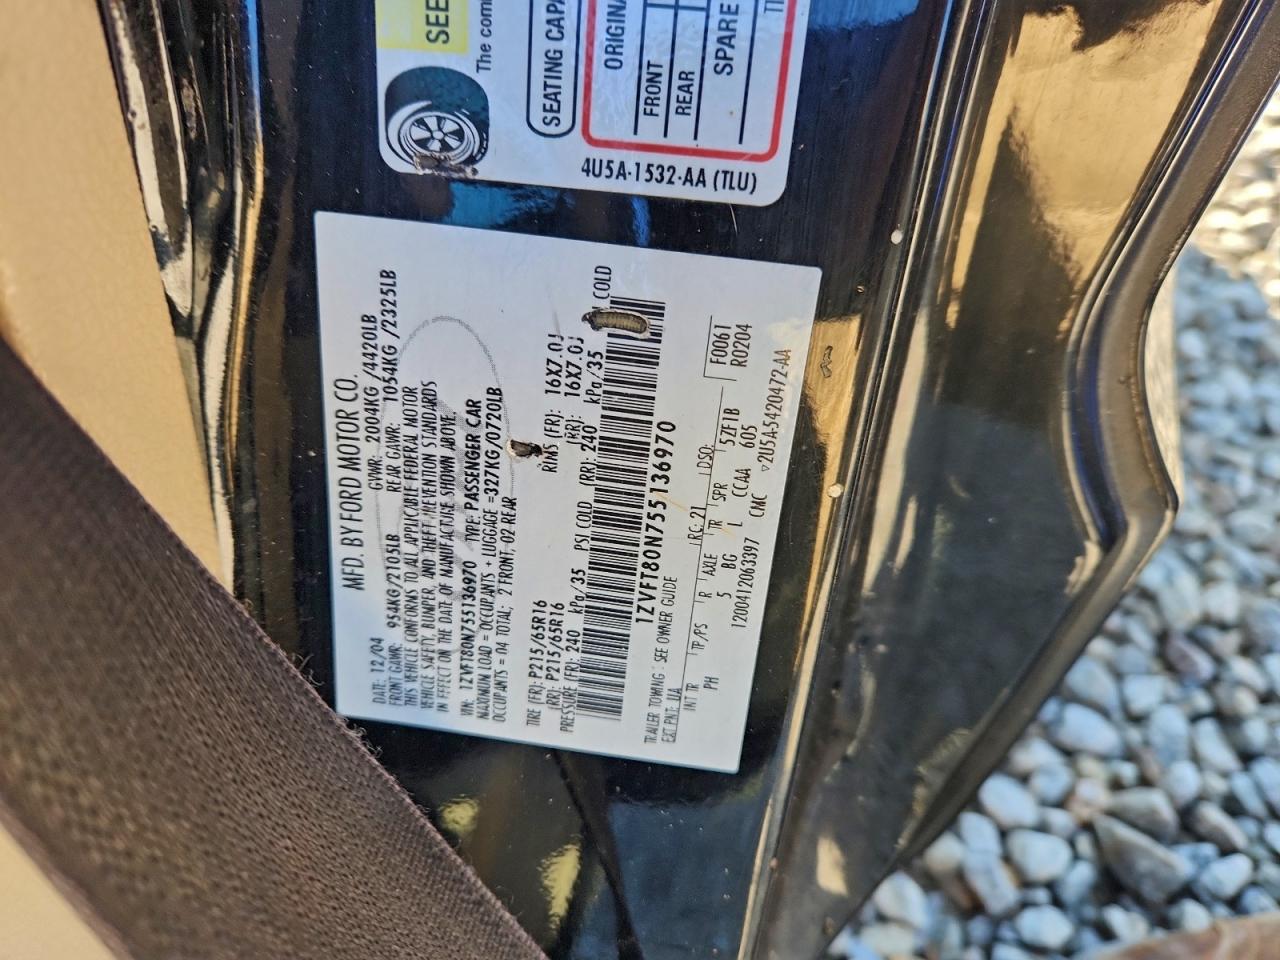 SEE
The comi
SEATING CAPA
ORIGINA
FRONT
REAR
SPARE
4U5A-1532-AA (TLU)
MFD. BY FORD MOTOR CO.
DATE: 12/04 GVWR: 2004KG /4420LB
FRONT GAWR: 954KG/2105LB REAR GAWR: 1054KG /2325LB
THIS VEHICLE CONFORMS TO ALL APPLICABLE FEDERAL MOTOR
VEHICLE SAFETY, BUMPER, AND THEFT PREVENTION STANDARDS
IN EFFECT ON THE DATE OF MANUFACTURE SHOWN ABOVE.
VIN: 1ZVFT80N755136970 TYPE: PASSENGER CAR
MAXIMUM LOAD = OCCUPANTS + LUGGAGE =327KG/0720LB
OCCUPANTS = 04 TOTAL; 2 FRONT, 02 REAR
TIRE (FR): P215/65R16 RIMS (FR): 16X7.0J
(RR): P215/65R16 (RR): 16X7.0J
PRESSURE (FR): 240 kPa/35 PSI COLD (RR): 240 kPa/35 COLD
1ZVFT80N755136970
TRAILER TOWING: SEE OWNER GUIDE
EXT PNT: UA RC: 21 DSO: F0061
INT TR TP/PS R AXLE TR SPR 5ZF1B R0204
PH 5 BG L CCAA 605
1200412063397 CMC ▽2U5A-5420472-AA